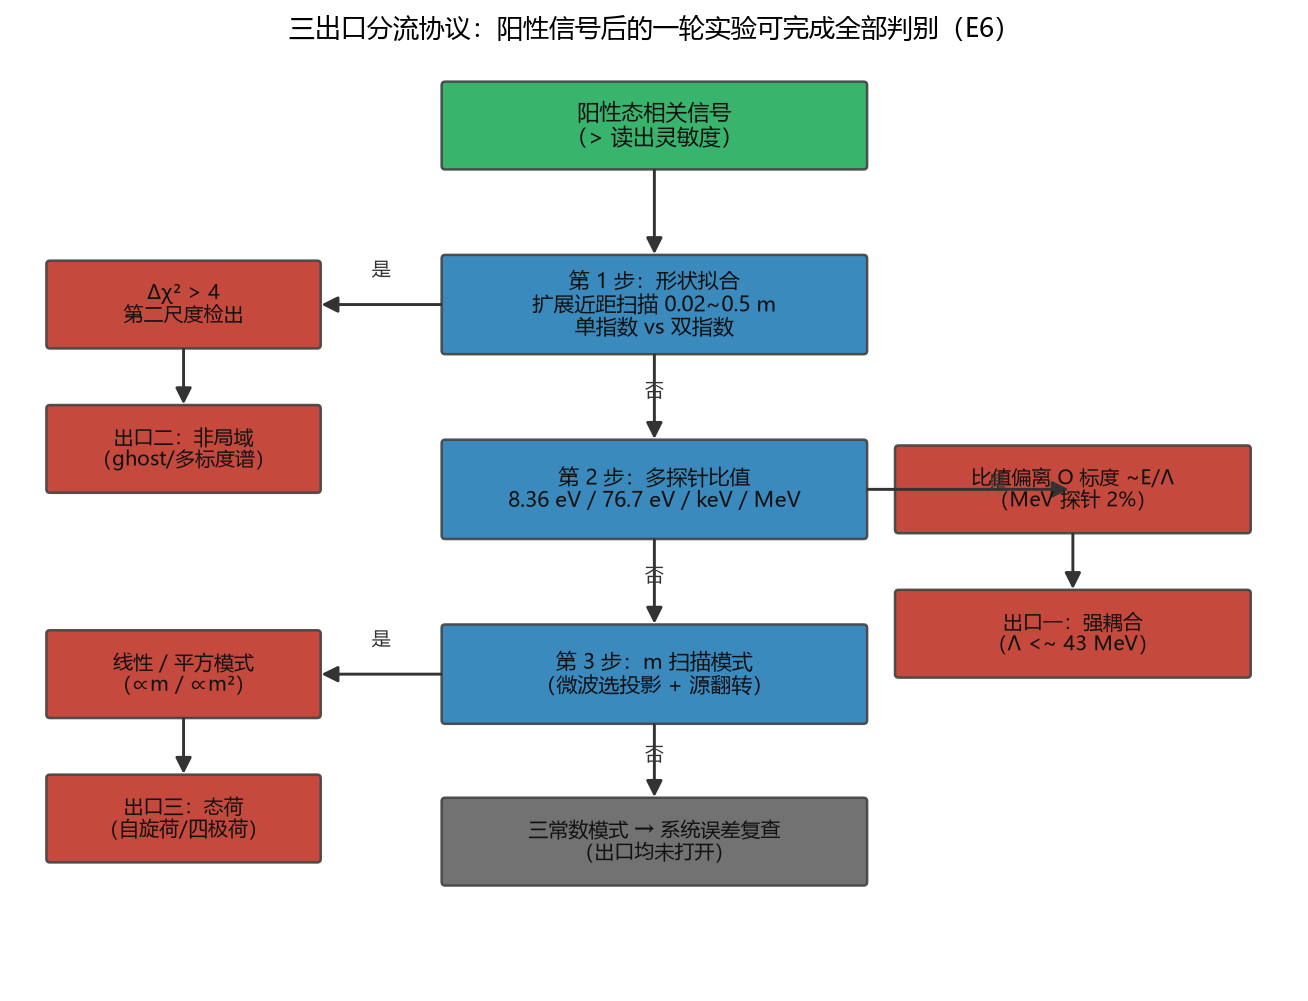 三出口分流协议：阳性信号后的一轮实验可完成全部判别（E6）
阳性态相关信号
（> 读出灵敏度）
第 1 步：形状拟合
扩展近距扫描 0.02~0.5 m
单指数 vs 双指数
是
Δχ² > 4
第二尺度检出
出口二：非局域
（ghost/多标度谱）
否
第 2 步：多探针比值
8.36 eV / 76.7 eV / keV / MeV
比值偏离 O 标度 ~E/Λ
（MeV 探针 2%）
出口一：强耦合
（Λ <~ 43 MeV）
否
第 3 步：m 扫描模式
（微波选投影 + 源翻转）
是
线性 / 平方模式
（∝m / ∝m²）
出口三：态荷
（自旋荷/四极荷）
否
三常数模式 → 系统误差复查
（出口均未打开）